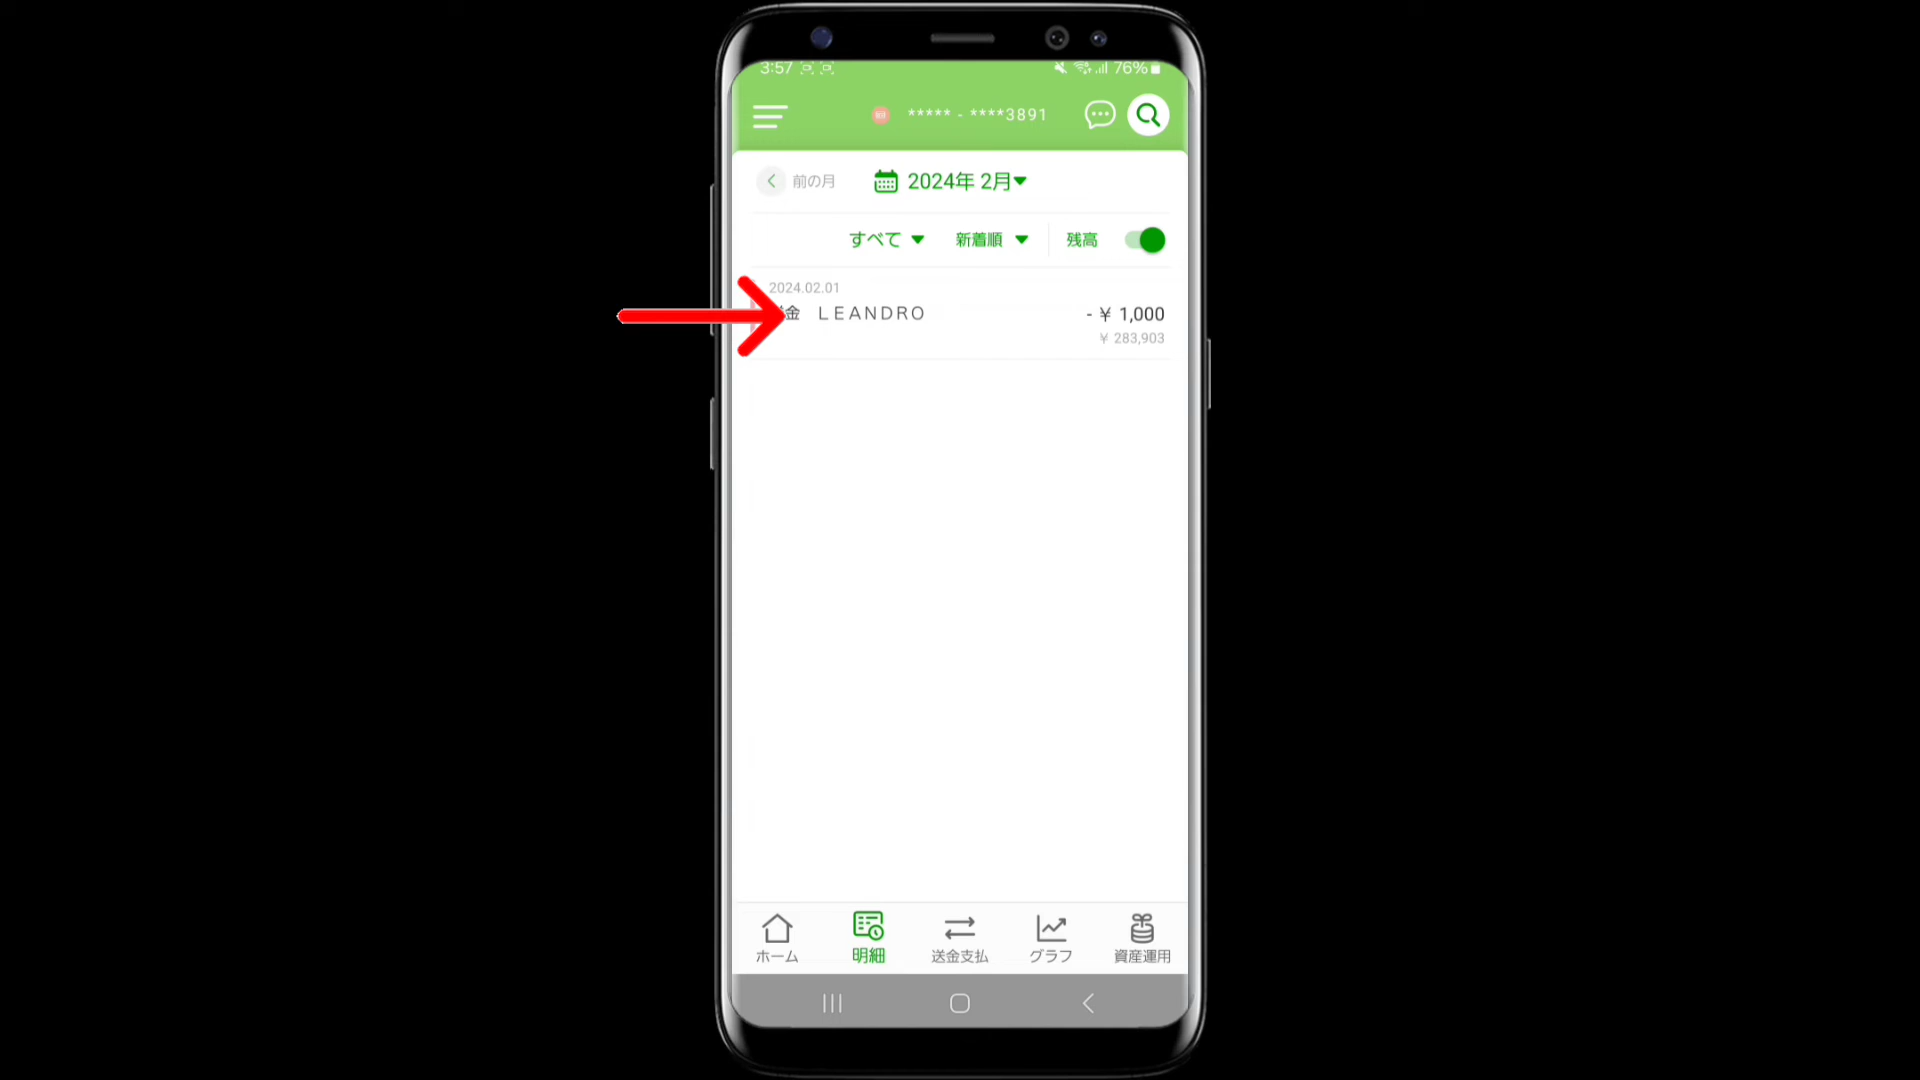 3:57 76%
***** - ****3891
前の月 2024年 2月
すべて 新着順 残高
2024.02.01
金 LEANDRO - ¥ 1,000
¥ 283,903
ホーム 明細 送金支払 グラフ 資産運用